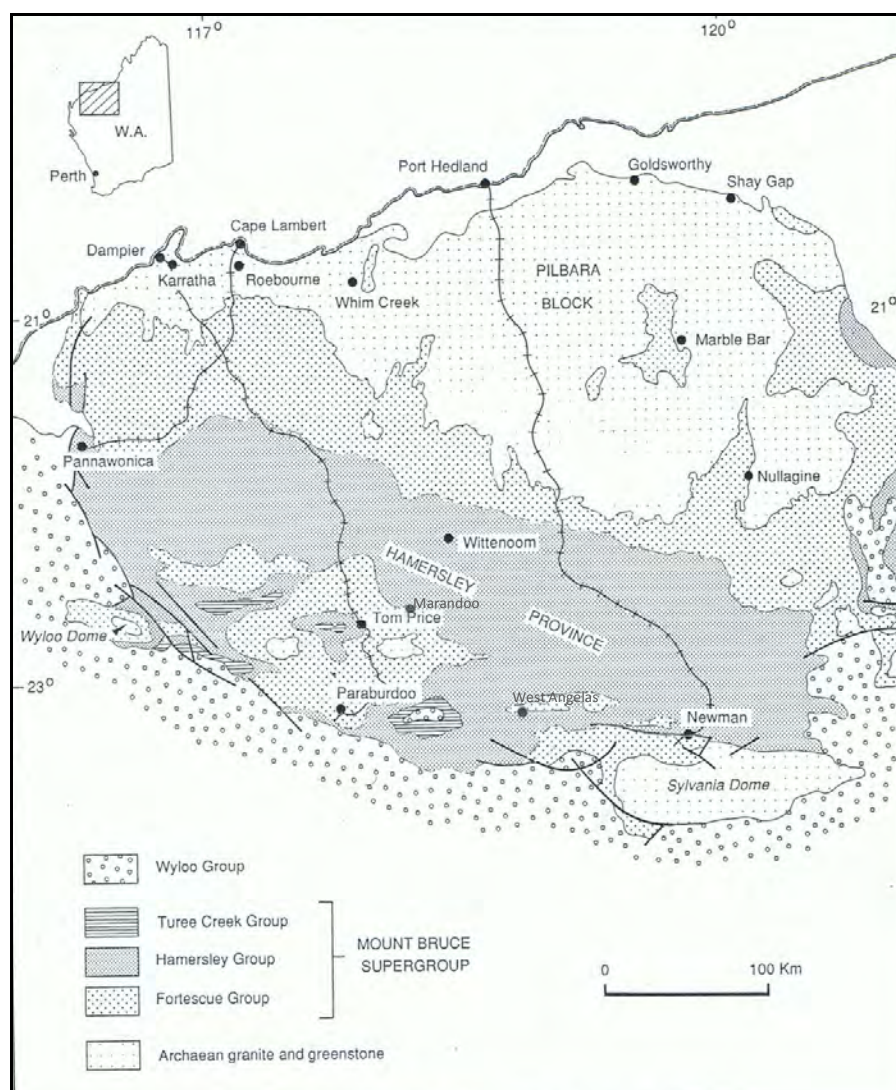 117°
120°
W.A.
Perth
Port Hedland
Goldsworthy
Shay Gap
Cape Lambert
Dampier
Karratha
Roebourne
Whim Creek
PILBARA
BLOCK
21°
21°
Marble Bar
Pannawonica
Nullagine
Wittenoom
HAMERSLEY
PROVINCE
Marandoo
Tom Price
Wyloo Dome
23°
Paraburdoo
West Angelas
Newman
Sylvania Dome
Wyloo Group
Turee Creek Group
Hamersley Group
Fortescue Group
MOUNT BRUCE
SUPERGROUP
Archaean granite and greenstone
0 100 Km